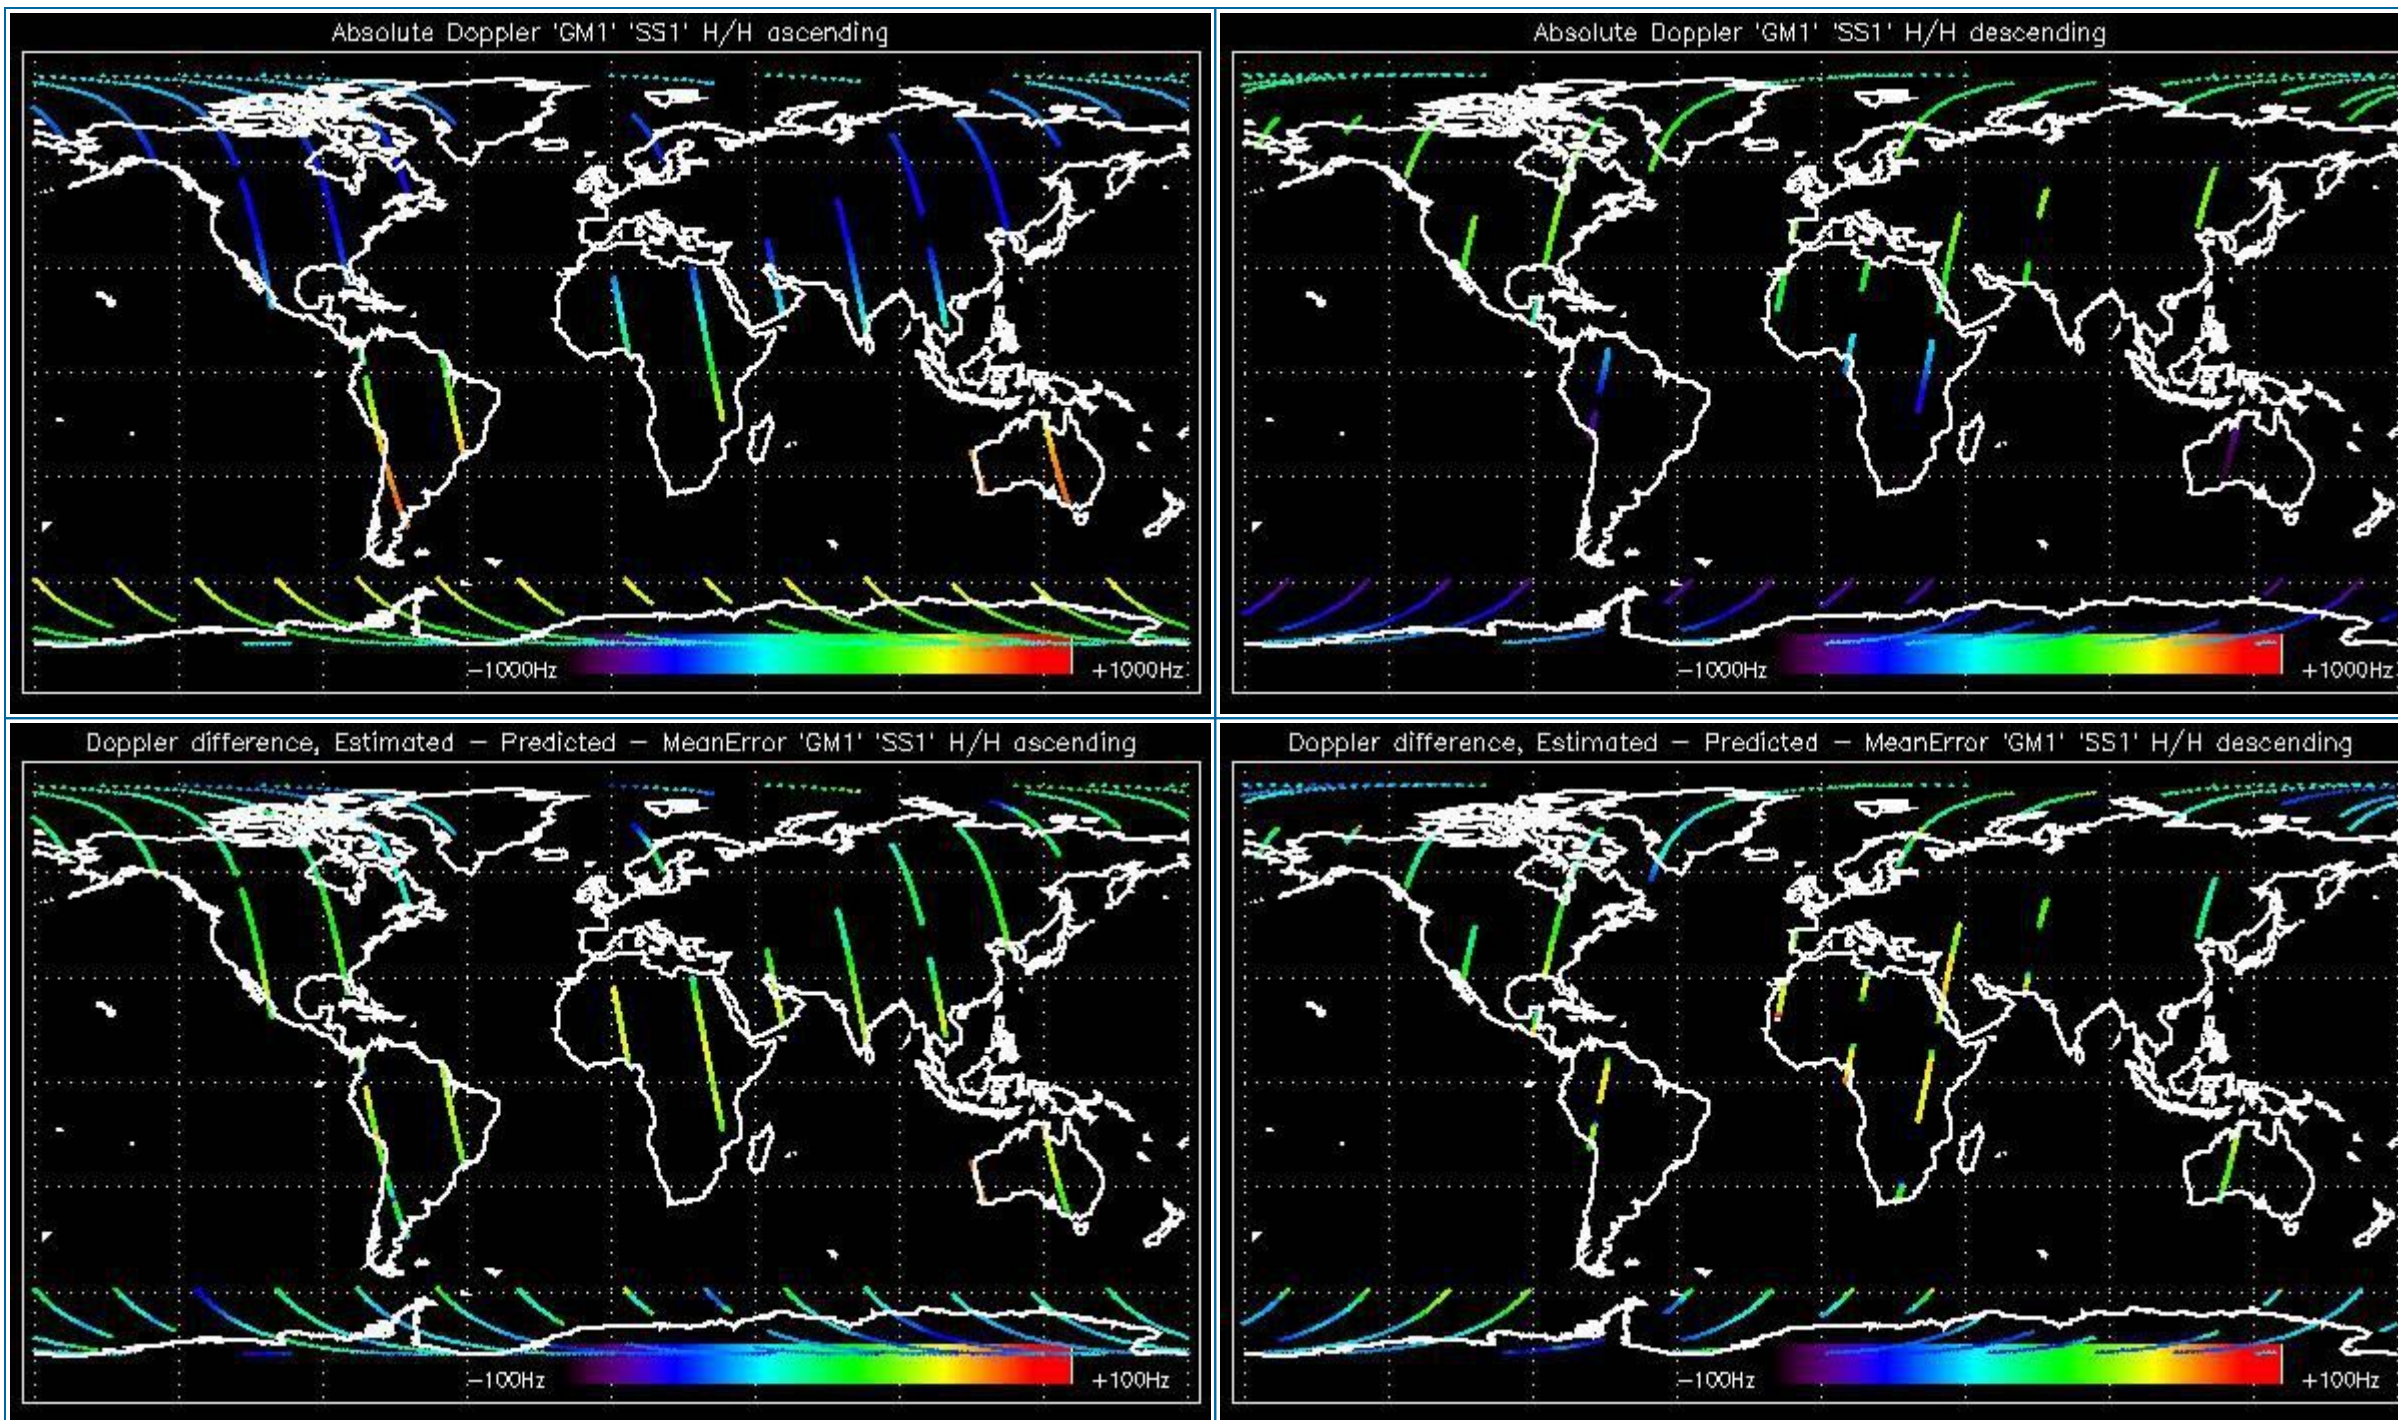 Absolute Doppler 'GM1' 'SS1' H/H ascending
-1000Hz
+1000Hz
Absolute Doppler 'GM1' 'SS1' H/H descending
-1000Hz
+1000Hz
Doppler difference, Estimated - Predicted - MeanError 'GM1' 'SS1' H/H ascending
-100Hz
+100Hz
Doppler difference, Estimated - Predicted - MeanError 'GM1' 'SS1' H/H descending
-100Hz
+100Hz